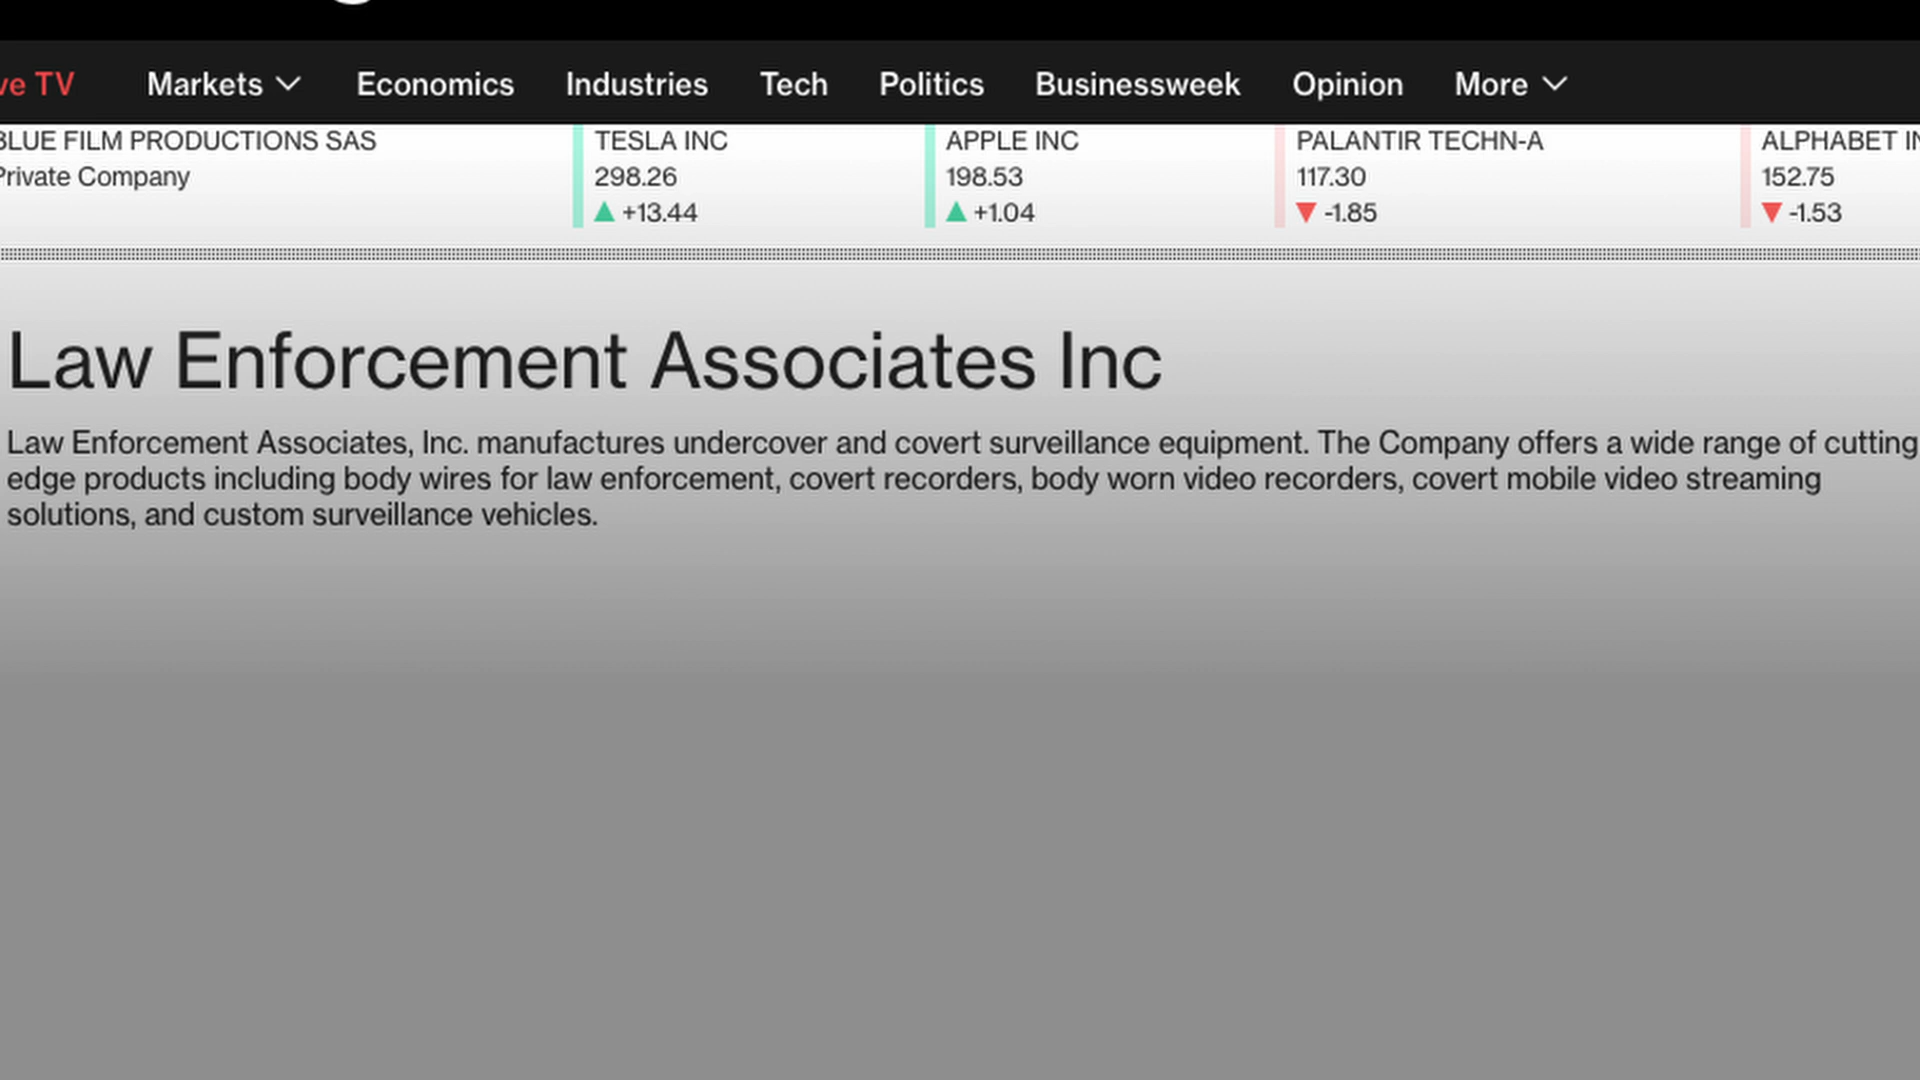 TV
Markets Economics Industries Tech Politics Businessweek Opinion More
BLUE FILM PRODUCTIONS SAS
Private Company
TESLA INC
298.26
+13.44
APPLE INC
198.53
+1.04
PALANTIR TECHN-A
117.30
-1.85
ALPHABET
152.75
-1.53
Law Enforcement Associates Inc
Law Enforcement Associates, Inc. manufactures undercover and covert surveillance equipment. The Company offers a wide range of cutting
edge products including body wires for law enforcement, covert recorders, body worn video recorders, covert mobile video streaming
solutions, and custom surveillance vehicles.